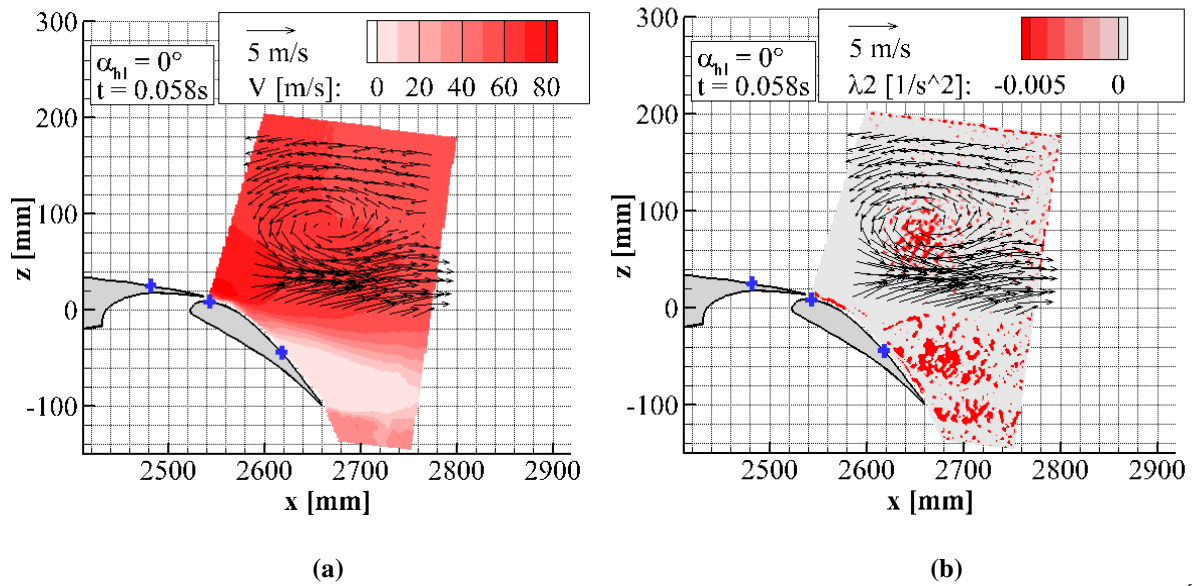 300
200
100
0
-100
z [mm]
α_hl = 0°
t = 0.058s
5 m/s
V [m/s]: 0 20 40 60 80
2500 2600 2700 2800 2900
x [mm]
(a)
300
200
100
0
-100
z [mm]
α_hl = 0°
t = 0.058s
5 m/s
λ2 [1/s^2]: -0.005 0
2500 2600 2700 2800 2900
x [mm]
(b)